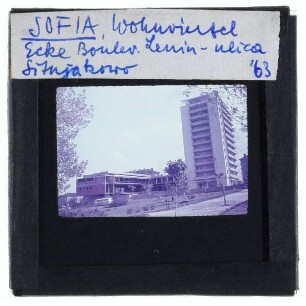 SOFIA, Wohnviertel
Ecke Boulev. Lenin - ulica
Sitnjakowo '63